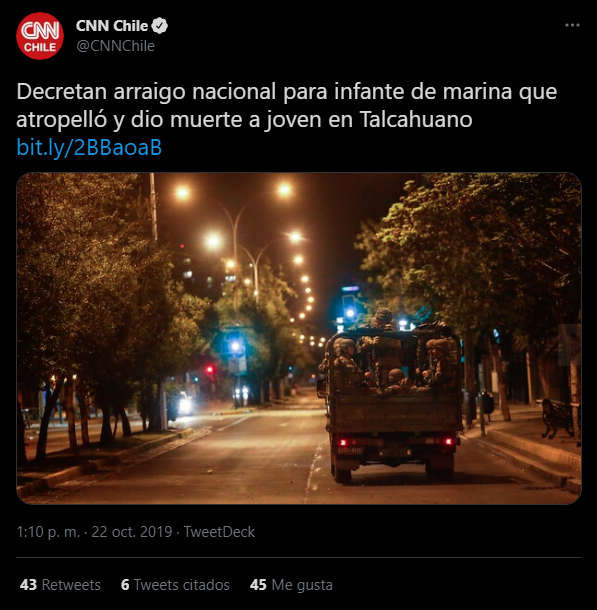 CNN
CHILE
CNN Chile
@CNNChile
Decretan arraigo nacional para infante de marina que
atropelló y dio muerte a joven en Talcahuano
bit.ly/2BBaoaB
1:10 p. m. · 22 oct. 2019 · TweetDeck
43 Retweets 6 Tweets citados 45 Me gusta